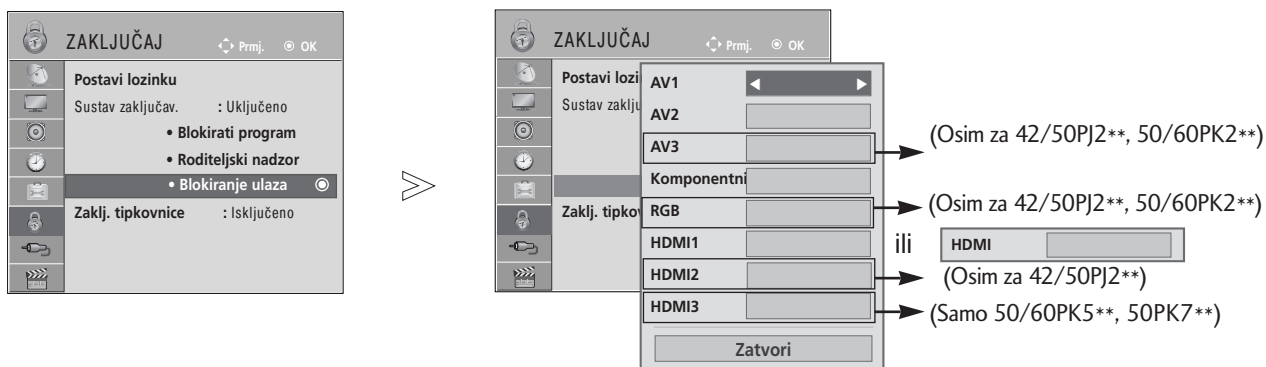 ZAKLJUČAJ
Prmj. OK
Postavi lozinku
Sustav zaključav. : Uključeno
• Blokirati program
• Roditeljski nadzor
• Blokiranje ulaza
Zaklj. tipkovnice : Isključeno
ZAKLJUČAJ
Prmj. OK
Postavi lozi
Sustav zaklju
Zaklj. tipkov
AV1
AV2
AV3
Komponentni
RGB
HDMI1
HDMI2
HDMI3
Zatvori
(Osim za 42/50PJ2**, 50/60PK2**)
(Osim za 42/50PJ2**, 50/60PK2**)
ili HDMI
(Osim za 42/50PJ2**)
(Samo 50/60PK5**, 50PK7**)